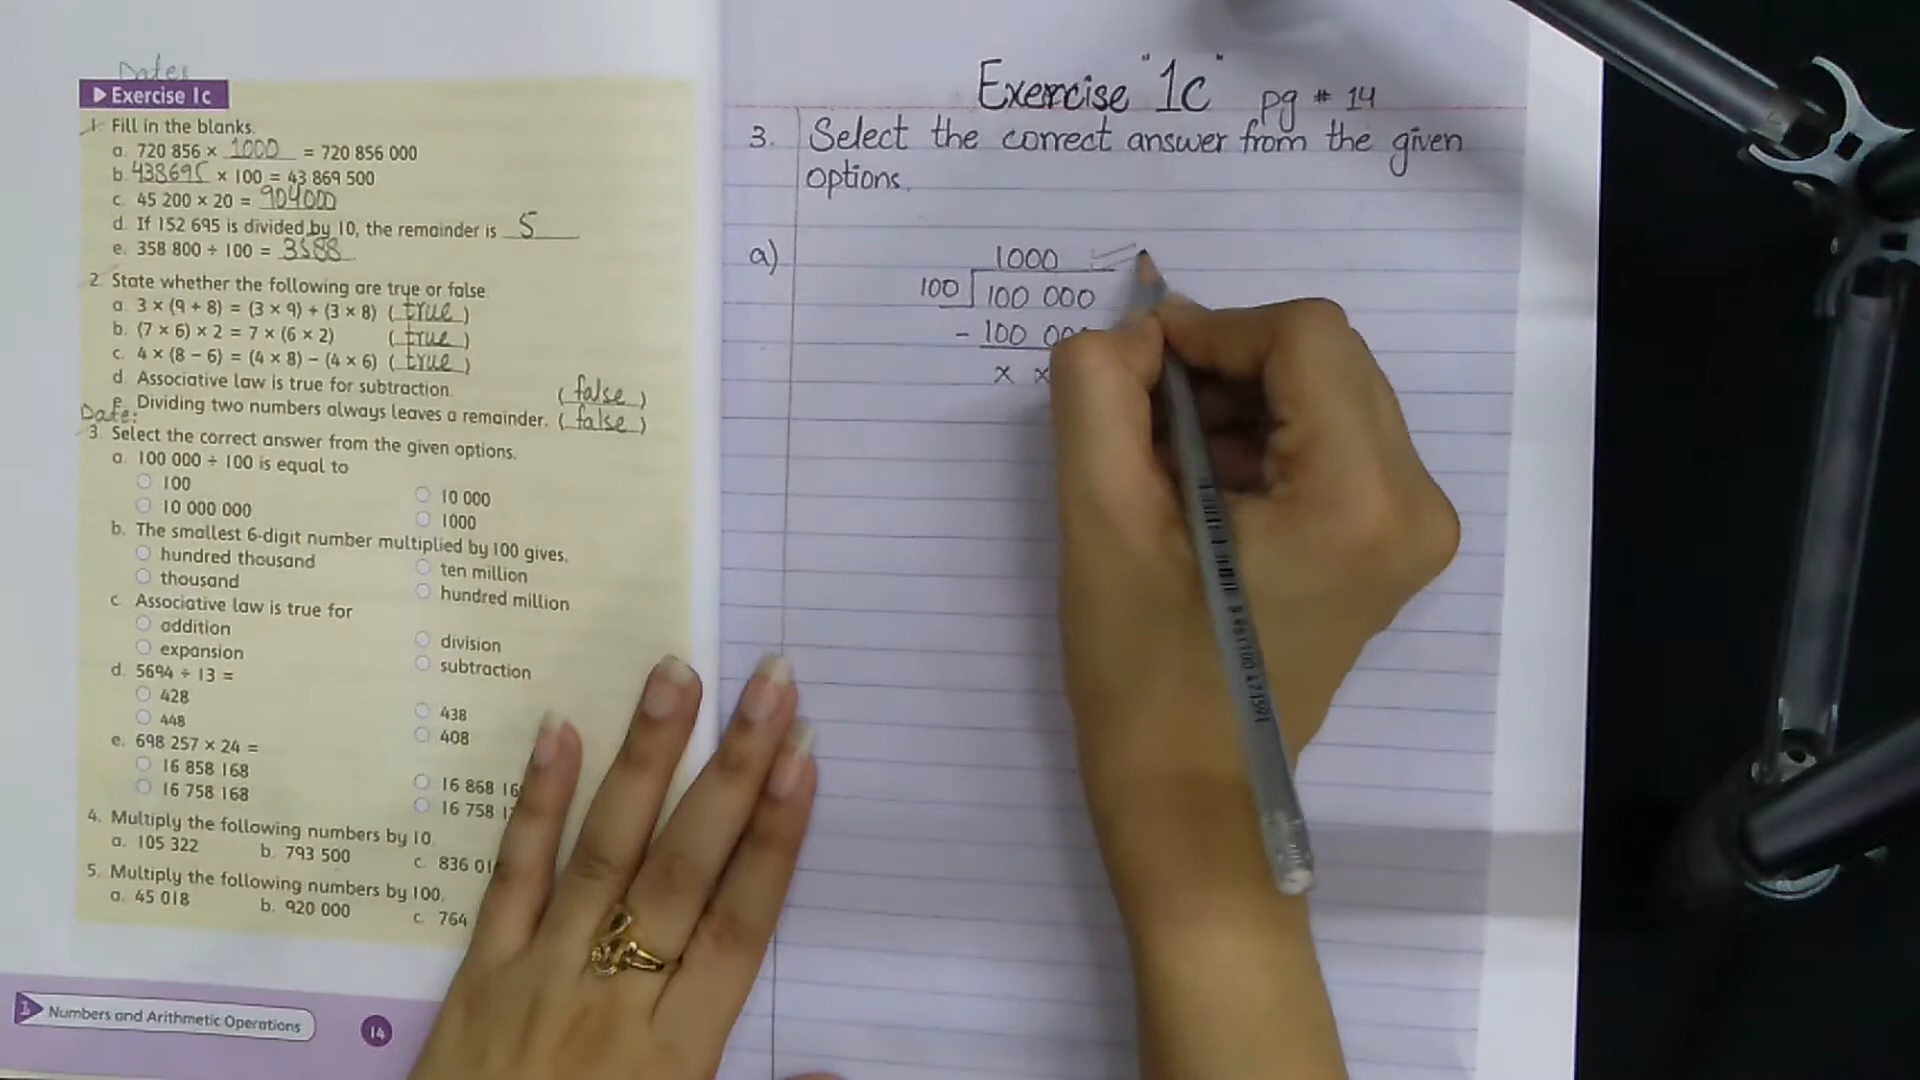 Date:
Exercise 1c
1. Fill in the blanks.
a. 720 856 × 1000 = 720 856 000
b. 438695 × 100 = 43 869 500
c. 45 200 × 20 = 904000
d. If 152 695 is divided by 10, the remainder is 5
e. 358 800 ÷ 100 = 3588
2. State whether the following are true or false.
a. 3 × (9 + 8) = (3 × 9) + (3 × 8) (true)
b. (7 × 6) × 2 = 7 × (6 × 2) (true)
c. 4 × (8 − 6) = (4 × 8) − (4 × 6) (true)
d. Associative law is true for subtraction. (false)
e. Dividing two numbers always leaves a remainder. (false)
Date:
3. Select the correct answer from the given options.
a. 100 000 ÷ 100 is equal to
100 10 000
10 000 000 1000
b. The smallest 6-digit number multiplied by 100 gives.
hundred thousand ten million
thousand hundred million
c. Associative law is true for
addition division
expansion subtraction
d. 5694 ÷ 13 =
428 438
448 408
e. 698 257 × 24 =
16 858 168 16 868 16
16 758 168 16 758 1
4. Multiply the following numbers by 10.
a. 105 322 b. 793 500 c. 836 01
5. Multiply the following numbers by 100.
a. 45 018 b. 920 000 c. 764
1 Numbers and Arithmetic Operations 14
Exercise "1c" pg # 14
3. Select the correct answer from the given
options.
a) 1000
100 100 000
- 100 00
x x